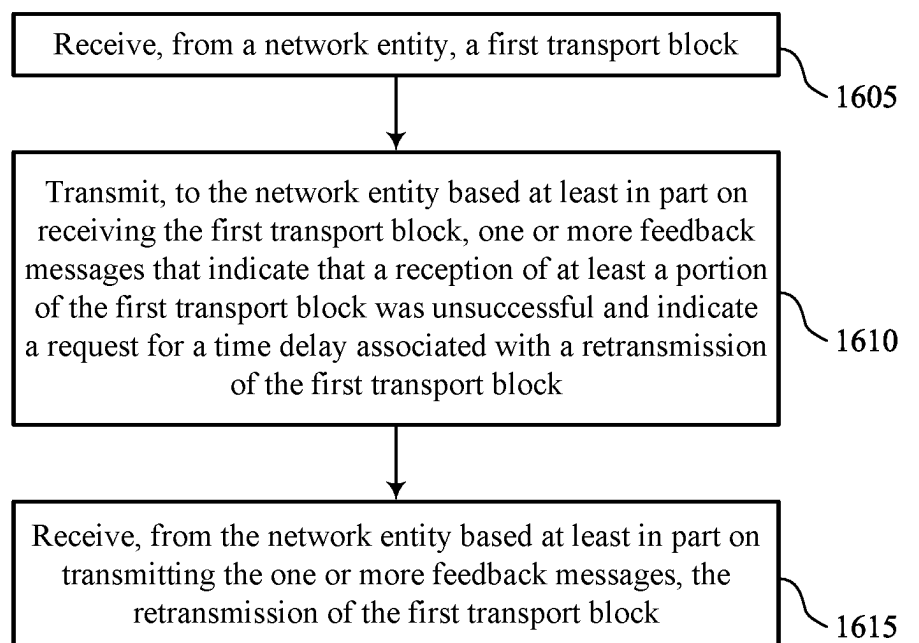 Receive, from a network entity, a first transport block
1605
Transmit, to the network entity based at least in part on
receiving the first transport block, one or more feedback
messages that indicate that a reception of at least a portion
of the first transport block was unsuccessful and indicate
a request for a time delay associated with a retransmission
of the first transport block
1610
Receive, from the network entity based at least in part on
transmitting the one or more feedback messages, the
retransmission of the first transport block
1615